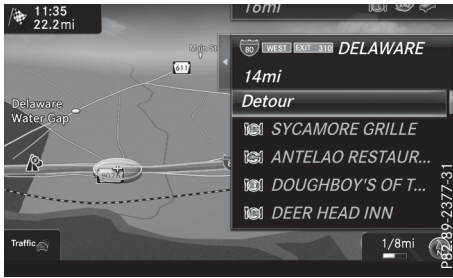 11:35
22.2mi
16mi
Main St
611
80 WEST EXIT 310 DELAWARE
14mi
Detour
Delaware
Water Gap
SYCAMORE GRILLE
ANTELAO RESTAUR...
DOUGHBOY'S OF T...
DEER HEAD INN
Traffic
1/8mi
P82.89-2377-31